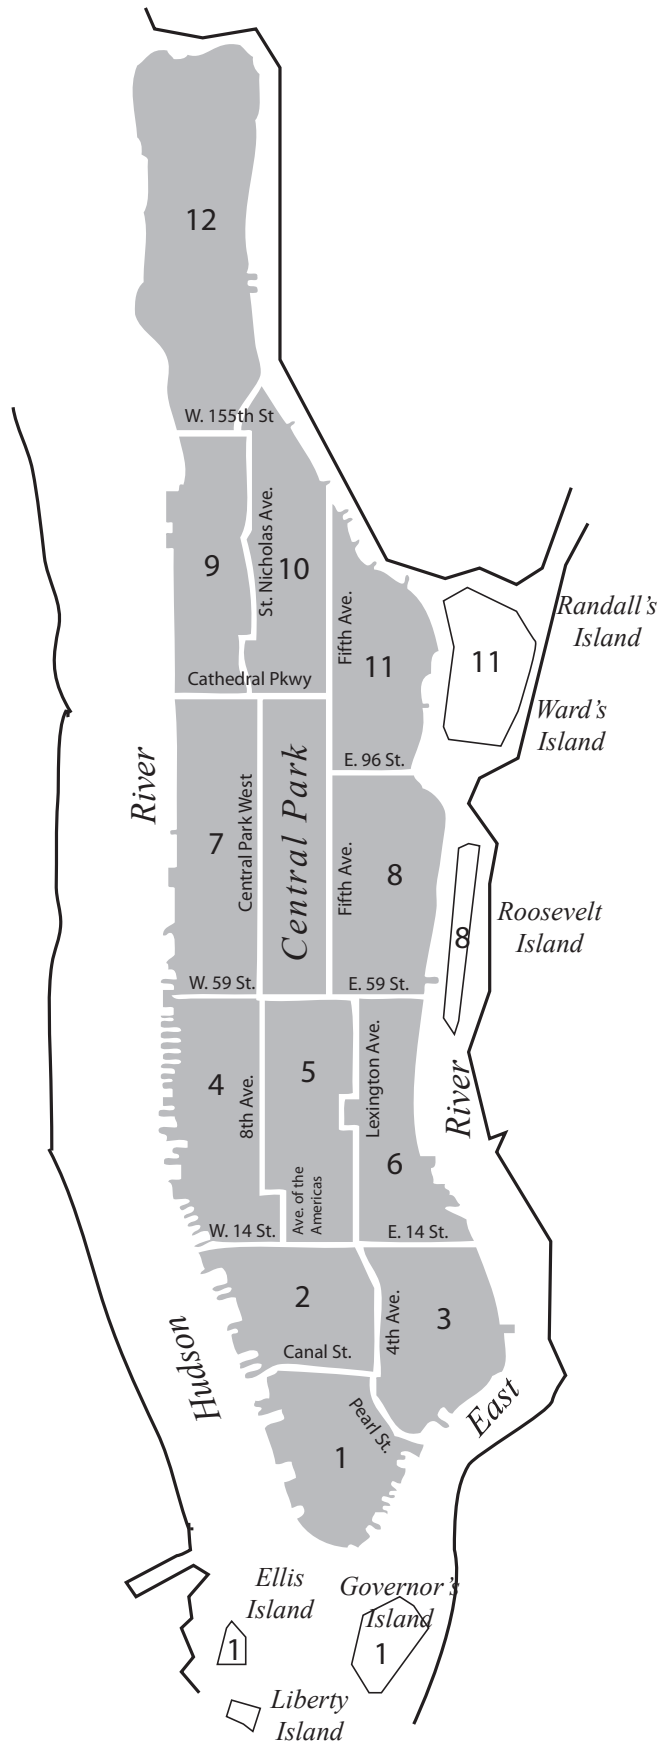 12
W. 155th St
9
St. Nicholas Ave.
10
Cathedral Pkwy
Fifth Ave.
11
11
Randall's
Island
Ward's
Island
E. 96 St.
River
7
Central Park West
Central Park
Fifth Ave.
8
8
Roosevelt
Island
W. 59 St.
E. 59 St.
4
8th Ave.
5
Lexington Ave.
River
6
Ave. of the
Americas
W. 14 St.
E. 14 St.
2
4th Ave.
3
Canal St.
Hudson
East
Pearl St.
1
Ellis
Island
Governor's
Island
1
1
Liberty
Island